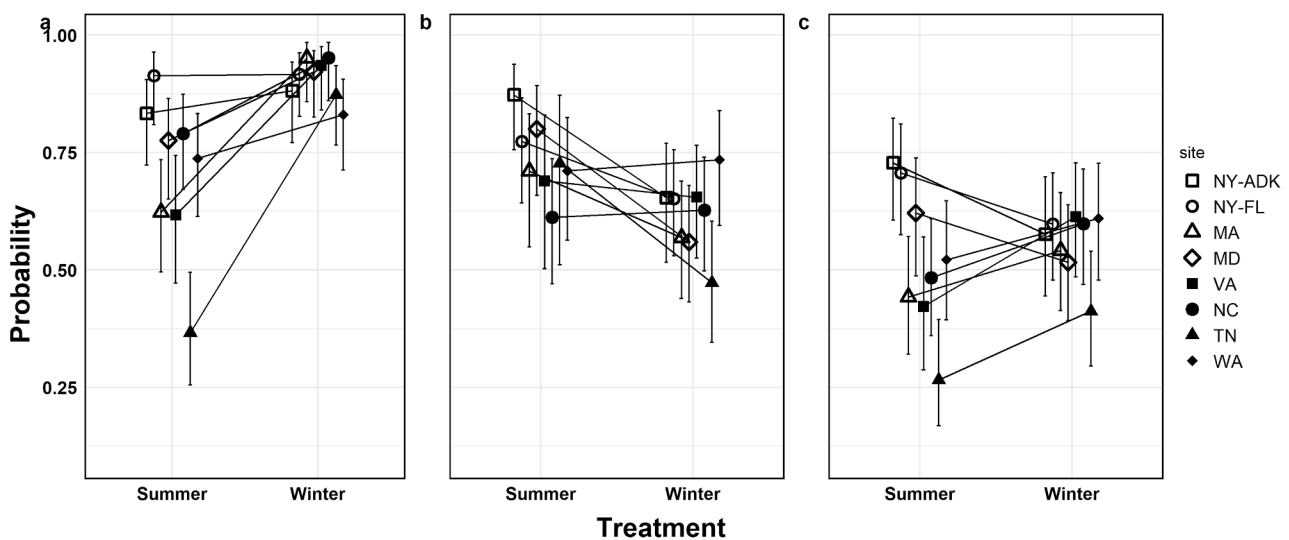 a
b
c
1.00
0.75
0.50
0.25
Probability
Summer
Winter
Summer
Winter
Summer
Winter
Treatment
site
NY-ADK
NY-FL
MA
MD
VA
NC
TN
WA